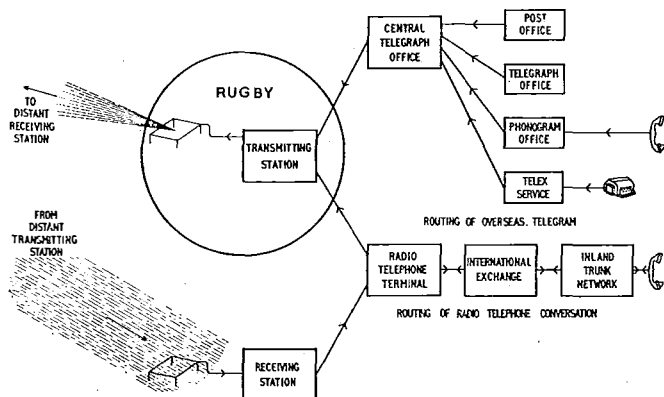 POST
OFFICE
CENTRAL
TELEGRAPH
OFFICE
TELEGRAPH
OFFICE
RUGBY
TO
DISTANT
RECEIVING
STATION
TRANSMITTING
STATION
PHONOGRAM
OFFICE
TELEX
SERVICE
ROUTING OF OVERSEAS. TELEGRAM
FROM
DISTANT
TRANSMITTING
STATION
RADIO
TELEPHONE
TERMINAL
INTERNATIONAL
EXCHANGE
INLAND
TRUNK
NETWORK
ROUTING OF RADIO TELEPHONE CONVERSATION
RECEIVING
STATION